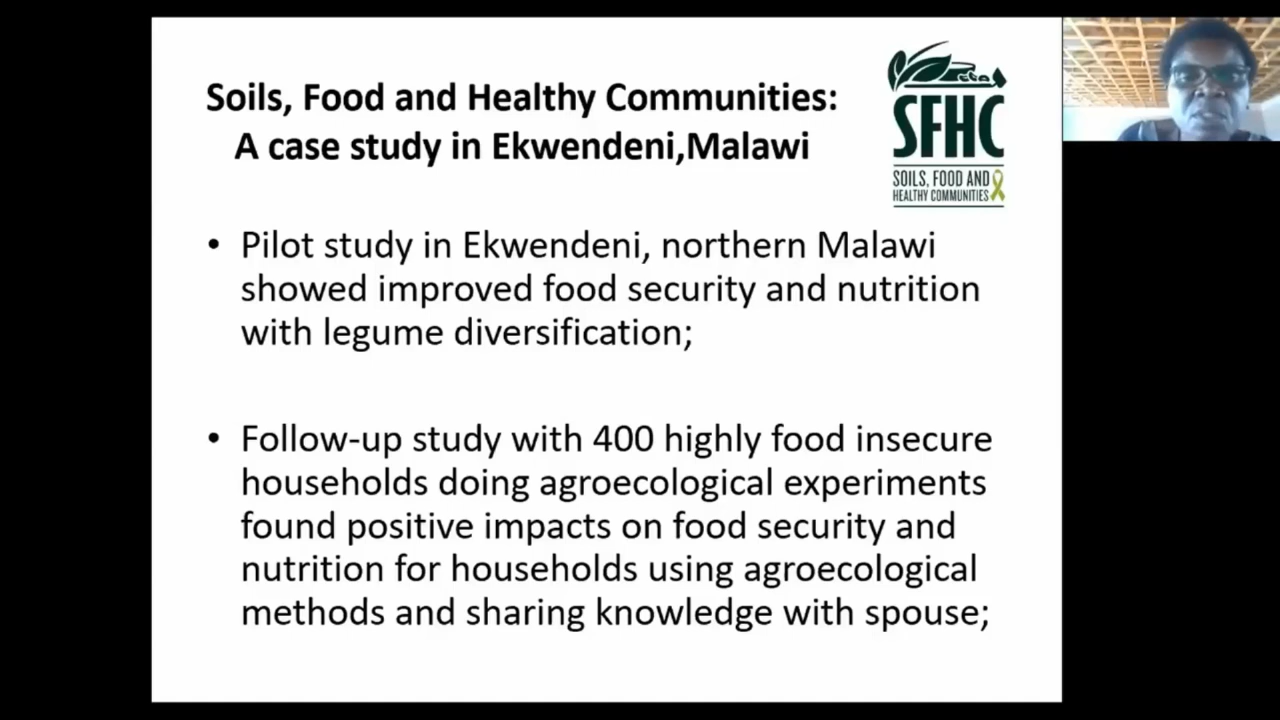 Soils, Food and Healthy Communities:
A case study in Ekwendeni,Malawi
SFHC
SOILS, FOOD AND
HEALTHY COMMUNITIES
• Pilot study in Ekwendeni, northern Malawi
showed improved food security and nutrition
with legume diversification;
• Follow-up study with 400 highly food insecure
households doing agroecological experiments
found positive impacts on food security and
nutrition for households using agroecological
methods and sharing knowledge with spouse;